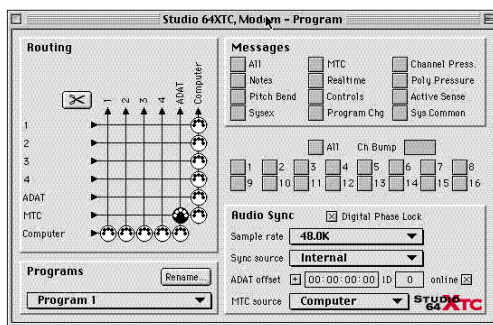 Studio 64XTC, Modem - Program
Routing
1 2 3 4 ADAT Computer
1
2
3
4
ADAT
MTC
Computer
Programs
Rename...
Program 1
Messages
All MTC Channel Press.
Notes Realtime Poly Pressure
Pitch Bend Controls Active Sense
Sysex Program Chg Sys Common
All Ch Bump
1 2 3 4 5 6 7 8
9 10 11 12 13 14 15 16
Audio Sync Digital Phase Lock
Sample rate 48.0K
Sync source Internal
ADAT offset + 00:00:00:00 ID 0 online
MTC source Computer
STUDIO 64 XTC